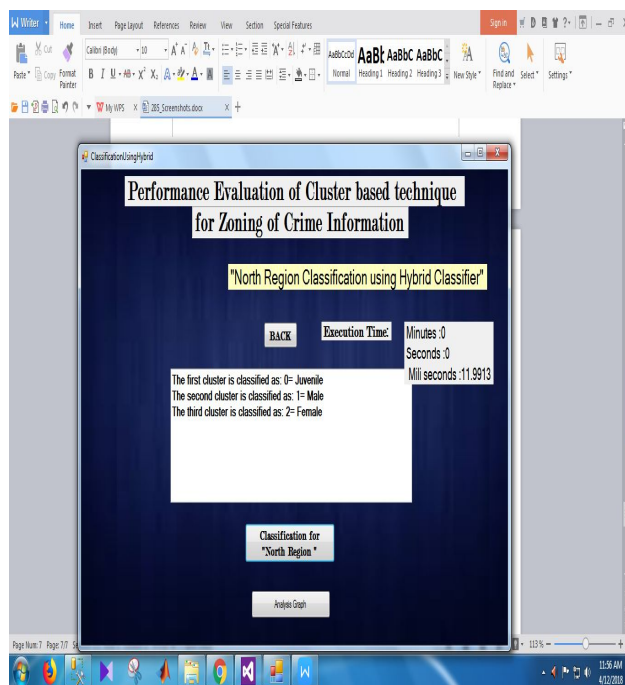 Writer
Home
Insert
Page Layout
References
Review
View
Section
Special Features
Sign in
Paste
Cut
Copy
Format
Painter
Calibri (Body)
10
B I U AB X² X₂
AaBbCcDd
Normal
AaBb
Heading 1
AaBbC
Heading 2
AaBbC
Heading 3
New Style
Find and
Replace
Select
Settings
My WPS
2BS_Screenshots.docx
ClassificationUsingHybrid
Performance Evaluation of Cluster based technique
for Zoning of Crime Information
"North Region Classification using Hybrid Classifier"
BACK
Execution Time:
Minutes :0
Seconds :0
Mili seconds :11.9913
The first cluster is classified as: 0= Juvenile
The second cluster is classified as: 1= Male
The third cluster is classified as: 2= Female
Classification for
"North Region "
Analysis Graph
Page Num: 7 Page: 7/7
113 %
11:56 AM
4/12/2018